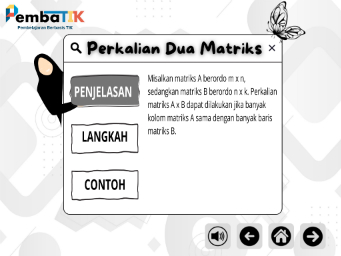 PembaTIK
Pembelajaran Berbasis TIK
Perkalian Dua Matriks
PENJELASAN
LANGKAH
CONTOH
Misalkan matriks A berordo m x n,
sedangkan matriks B berordo n x k. Perkalian
matriks A x B dapat dilakukan jika banyak
kolom matriks A sama dengan banyak baris
matriks B.